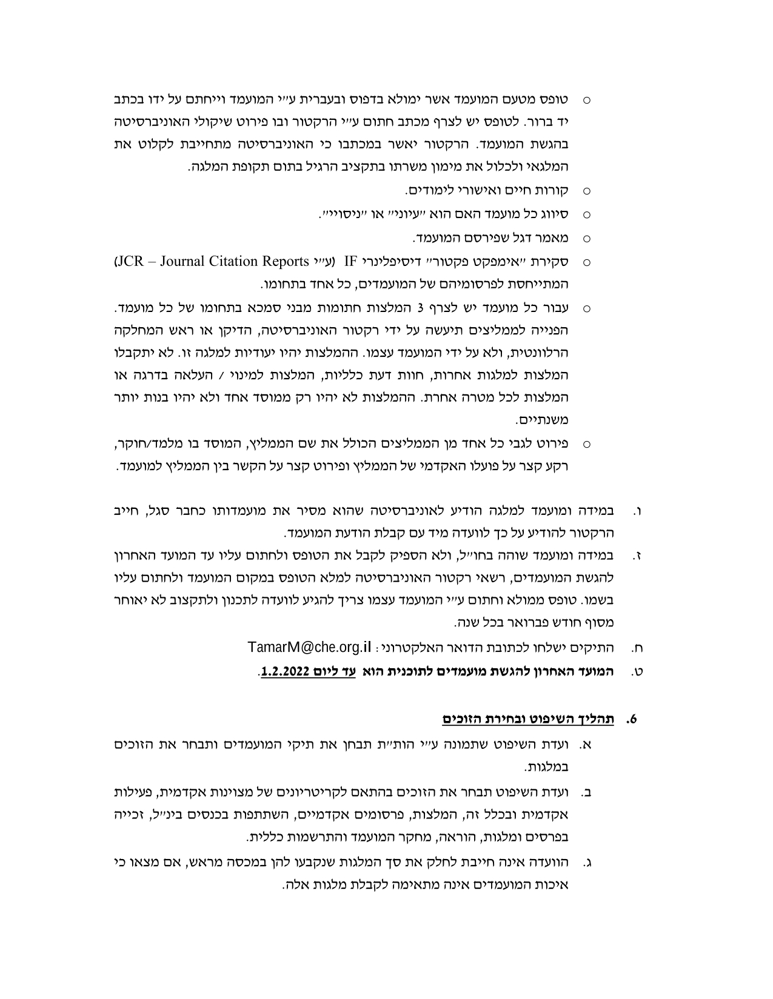 ○ טופס מטעם המועמד אשר ימולא בדפוס ובעברית ע״י המועמד וייחתם על ידו בכתב
יד ברור. לטופס יש לצרף מכתב חתום ע״י הרקטור ובו פירוט שיקולי האוניברסיטה
בהגשת המועמד. הרקטור יאשר במכתבו כי האוניברסיטה מתחייבת לקלוט את
המלגאי ולכלול את מימון משרתו בתקציב הרגיל בתום תקופת המלגה.
○ קורות חיים ואישורי לימודים.
○ סיווג כל מועמד האם הוא ״עיוני״ או ״ניסויי״.
○ מאמר דגל שפירסם המועמד.
○ סקירת ״אימפקט פקטור״ דיסיפלינרי IF (ע״י JCR – Journal Citation Reports)
המתייחסת לפרסומיהם של המועמדים, כל אחד בתחומו.
○ עבור כל מועמד יש לצרף 3 המלצות חתומות מבני סמכא בתחומו של כל מועמד.
הפנייה לממליצים תיעשה על ידי רקטור האוניברסיטה, הדיקן או ראש המחלקה
הרלוונטית, ולא על ידי המועמד עצמו. ההמלצות יהיו יעודיות למלגה זו. לא יתקבלו
המלצות למלגות אחרות, חוות דעת כלליות, המלצות למינוי / העלאה בדרגה או
המלצות לכל מטרה אחרת. ההמלצות לא יהיו רק ממוסד אחד ולא יהיו בנות יותר
משנתיים.
○ פירוט לגבי כל אחד מן הממליצים הכולל את שם הממליץ, המוסד בו מלמד/חוקר,
רקע קצר על פועלו האקדמי של הממליץ ופירוט קצר על הקשר בין הממליץ למועמד.
ו. במידה ומועמד למלגה הודיע לאוניברסיטה שהוא מסיר את מועמדותו כחבר סגל, חייב
הרקטור להודיע על כך לוועדה מיד עם קבלת הודעת המועמד.
ז. במידה ומועמד שוהה בחו״ל, ולא הספיק לקבל את הטופס ולחתום עליו עד המועד האחרון
להגשת המועמדים, רשאי רקטור האוניברסיטה למלא הטופס במקום המועמד ולחתום עליו
בשמו. טופס ממולא וחתום ע״י המועמד עצמו צריך להגיע לוועדה לתכנון ולתקצוב לא יאוחר
מסוף חודש פברואר בכל שנה.
ח. התיקים ישלחו לכתובת הדואר האלקטרוני: TamarM@che.org.il
ט. המועד האחרון להגשת מועמדים לתוכנית הוא עד ליום 1.2.2022.
6. תהליך השיפוט ובחירת הזוכים
א. ועדת השיפוט שתמונה ע״י הות״ת תבחן את תיקי המועמדים ותבחר את הזוכים
במלגות.
ב. ועדת השיפוט תבחר את הזוכים בהתאם לקריטריונים של מצוינות אקדמית, פעילות
אקדמית ובכלל זה, המלצות, פרסומים אקדמיים, השתתפות בכנסים בינ״ל, זכייה
בפרסים ומלגות, הוראה, מחקר המועמד והתרשמות כללית.
ג. הוועדה אינה חייבת לחלק את סך המלגות שנקבעו להן במכסה מראש, אם מצאו כי
איכות המועמדים אינה מתאימה לקבלת מלגות אלה.